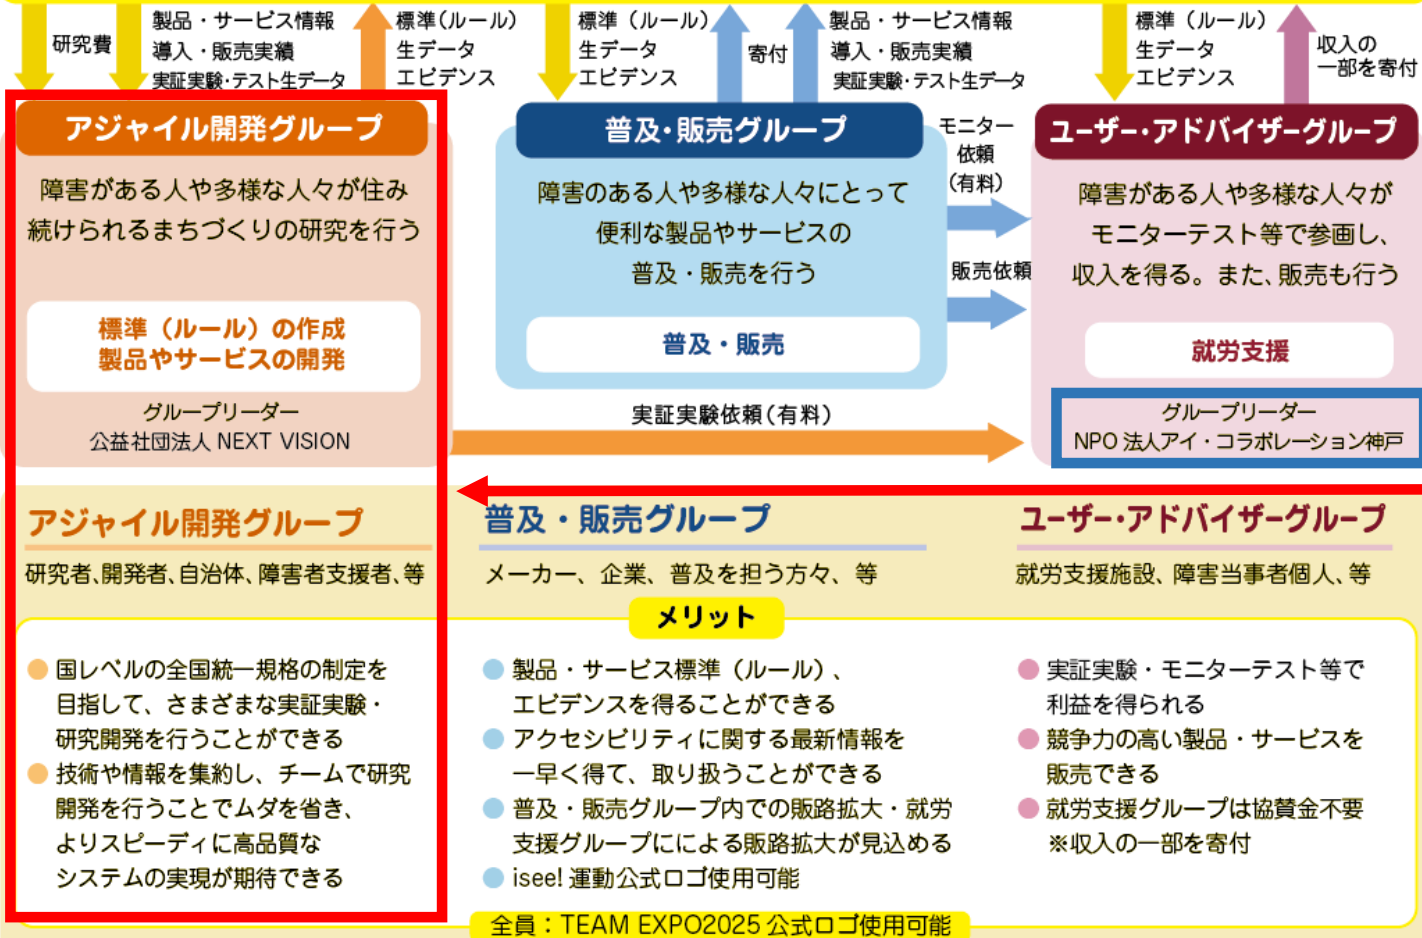 研究費
製品・サービス情報
導入・販売実績
実証実験・テスト生データ
標準(ルール)
生データ
エビデンス
標準（ルール）
生データ
エビデンス
寄付
製品・サービス情報
導入・販売実績
実証実験・テスト生データ
標準（ルール）
生データ
エビデンス
収入の
一部を寄付
アジャイル開発グループ
障害がある人や多様な人々が住み
続けられるまちづくりの研究を行う
標準（ルール）の作成
製品やサービスの開発
グループリーダー
公益社団法人 NEXT VISION
普及・販売グループ
障害のある人や多様な人々にとって
便利な製品やサービスの
普及・販売を行う
普及・販売
モニター
依頼
(有料)
販売依頼
実証実験依頼(有料)
ユーザー・アドバイザーグループ
障害がある人や多様な人々が
モニターテスト等で参画し、
収入を得る。また、販売も行う
就労支援
グループリーダー
NPO 法人アイ・コラボレーション神戸
アジャイル開発グループ
研究者、開発者、自治体、障害者支援者、等
普及・販売グループ
メーカー、企業、普及を担う方々、等
ユーザー・アドバイザーグループ
就労支援施設、障害当事者個人、等
メリット
国レベルの全国統一規格の制定を
目指して、さまざまな実証実験・
研究開発を行うことができる
技術や情報を集約し、チームで研究
開発を行うことでムダを省き、
よりスピーディに高品質な
システムの実現が期待できる
製品・サービス標準（ルール）、
エビデンスを得ることができる
アクセシビリティに関する最新情報を
一早く得て、取り扱うことができる
普及・販売グループ内での販路拡大・就労
支援グループにによる販路拡大が見込める
isee! 運動公式ロゴ使用可能
実証実験・モニターテスト等で
利益を得られる
競争力の高い製品・サービスを
販売できる
就労支援グループは協賛金不要
※収入の一部を寄付
全員：TEAM EXPO2025 公式ロゴ使用可能